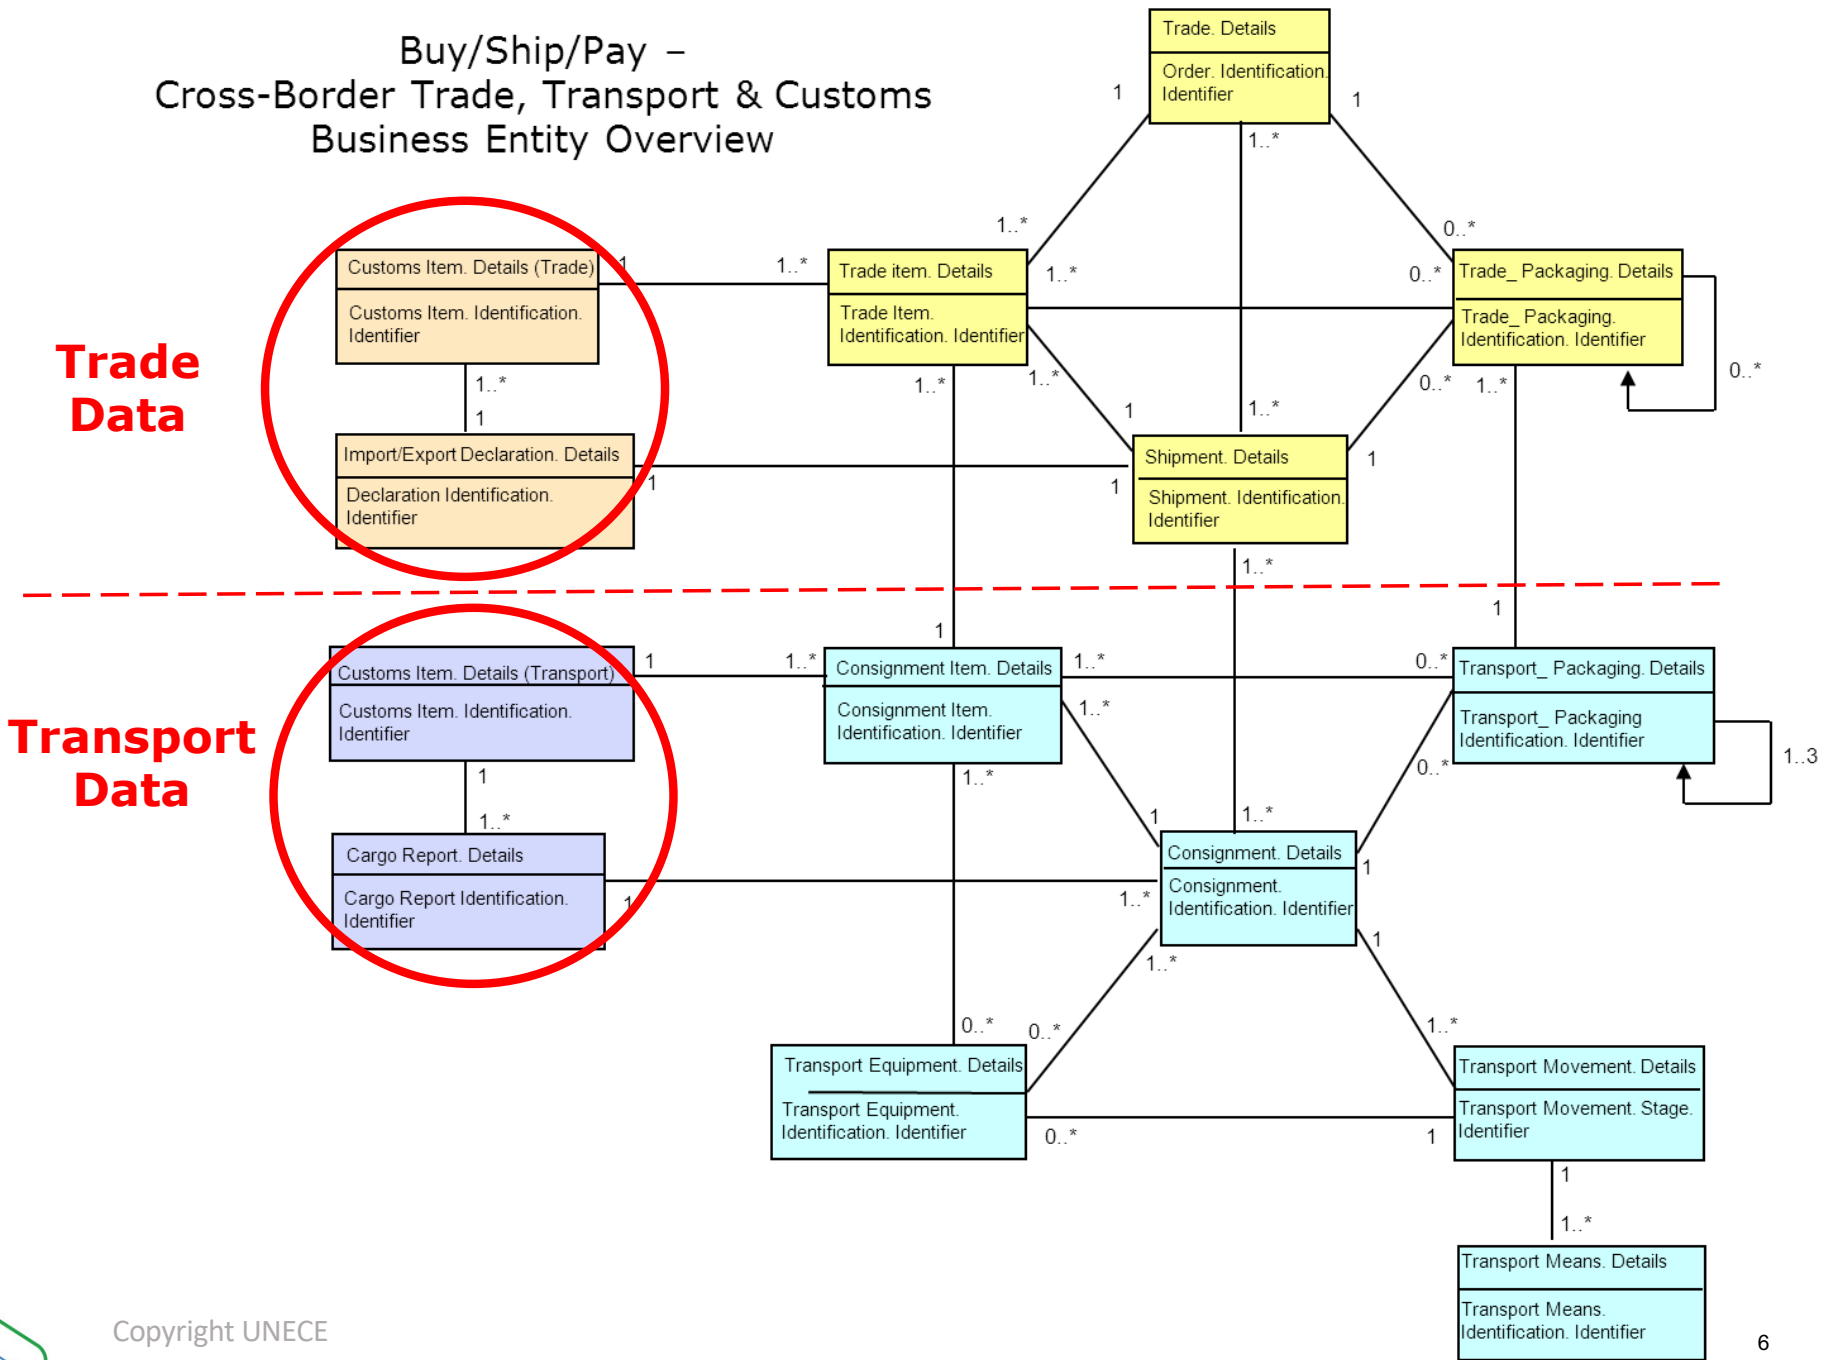 Buy/Ship/Pay –
Cross-Border Trade, Transport & Customs
Business Entity Overview
Trade. Details
Order. Identification.
Identifier
1
1
1..*
1..*
0..*
Customs Item. Details (Trade)
1
1..*
Trade item. Details
1..*
0..*
Trade_ Packaging. Details
Customs Item. Identification.
Identifier
Trade Item.
Identification. Identifier
Trade_ Packaging.
Identification. Identifier
Trade
Data
1..*
1
1..*
1..*
1
1..*
0..*
1..*
0..*
Import/Export Declaration. Details
1
1
Shipment. Details
1
Declaration Identification.
Identifier
Shipment. Identification.
Identifier
1..*
1
1
Customs Item. Details (Transport)
1
1..*
Consignment Item. Details
1..*
0..*
Transport_ Packaging. Details
Customs Item. Identification.
Identifier
Consignment Item.
Identification. Identifier
1..*
Transport_ Packaging
Identification. Identifier
1..3
Transport
Data
1
1..*
1..*
1
1..*
0..*
Cargo Report. Details
1
1..*
Consignment. Details
1
Cargo Report Identification.
Identifier
Consignment.
Identification. Identifier
1..*
1
0..*
0..*
1..*
Transport Equipment. Details
Transport Movement. Details
Transport Equipment.
Identification. Identifier
Transport Movement. Stage.
Identifier
0..*
1
1
1..*
Transport Means. Details
Transport Means.
Identification. Identifier
Copyright UNECE
6